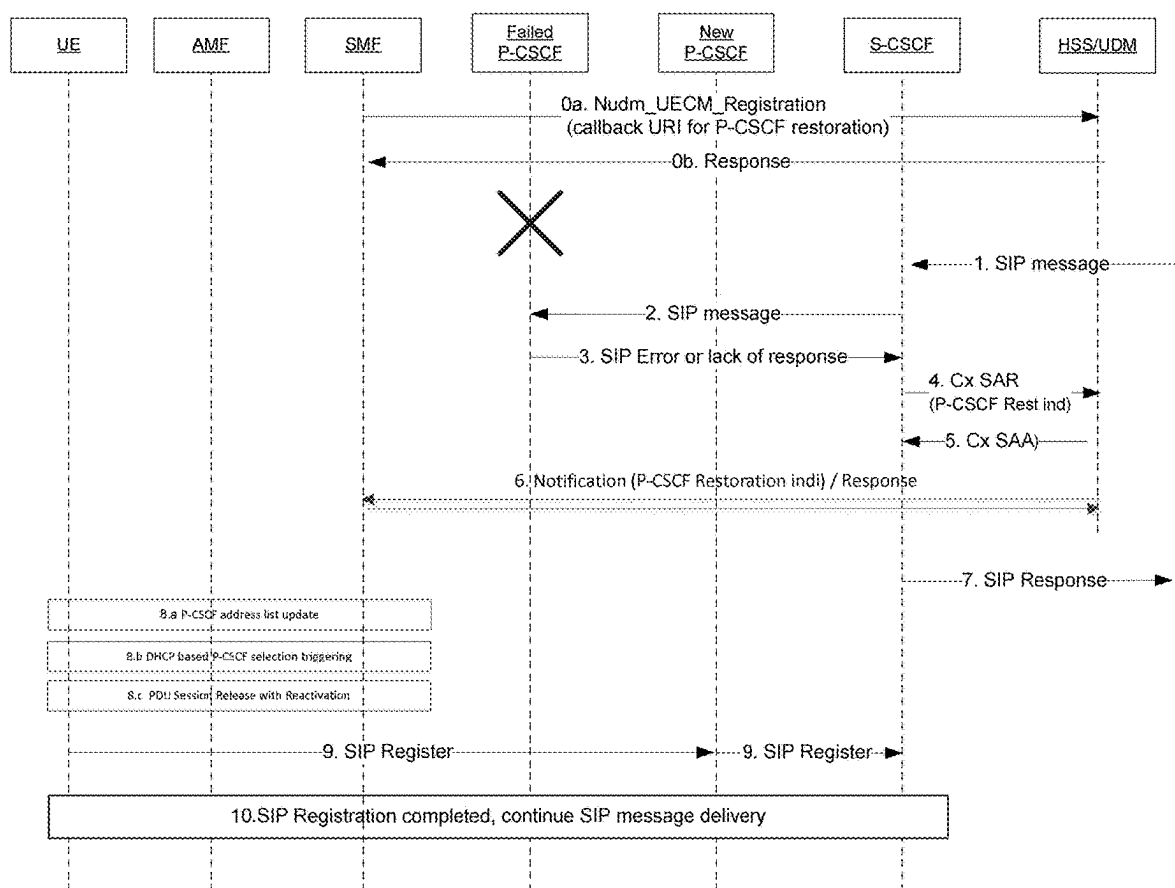 UE
AMF
SMF
Failed
P-CSCF
New
P-CSCF
S-CSCF
HSS/UDM
0a. Nudm_UECM_Registration
(callback URI for P-CSCF restoration)
0b. Response
1. SIP message
2. SIP message
3. SIP Error or lack of response
4. Cx SAR
(P-CSCF Rest ind)
5. Cx SAA)
6. Notification (P-CSCF Restoration indi) / Response
7. SIP Response
8.a P-CSCF address list update
8.b DHCP based P-CSCF selection triggering
8.c PDU Session Release with Reactivation
9. SIP Register
9. SIP Register
10.SIP Registration completed, continue SIP message delivery